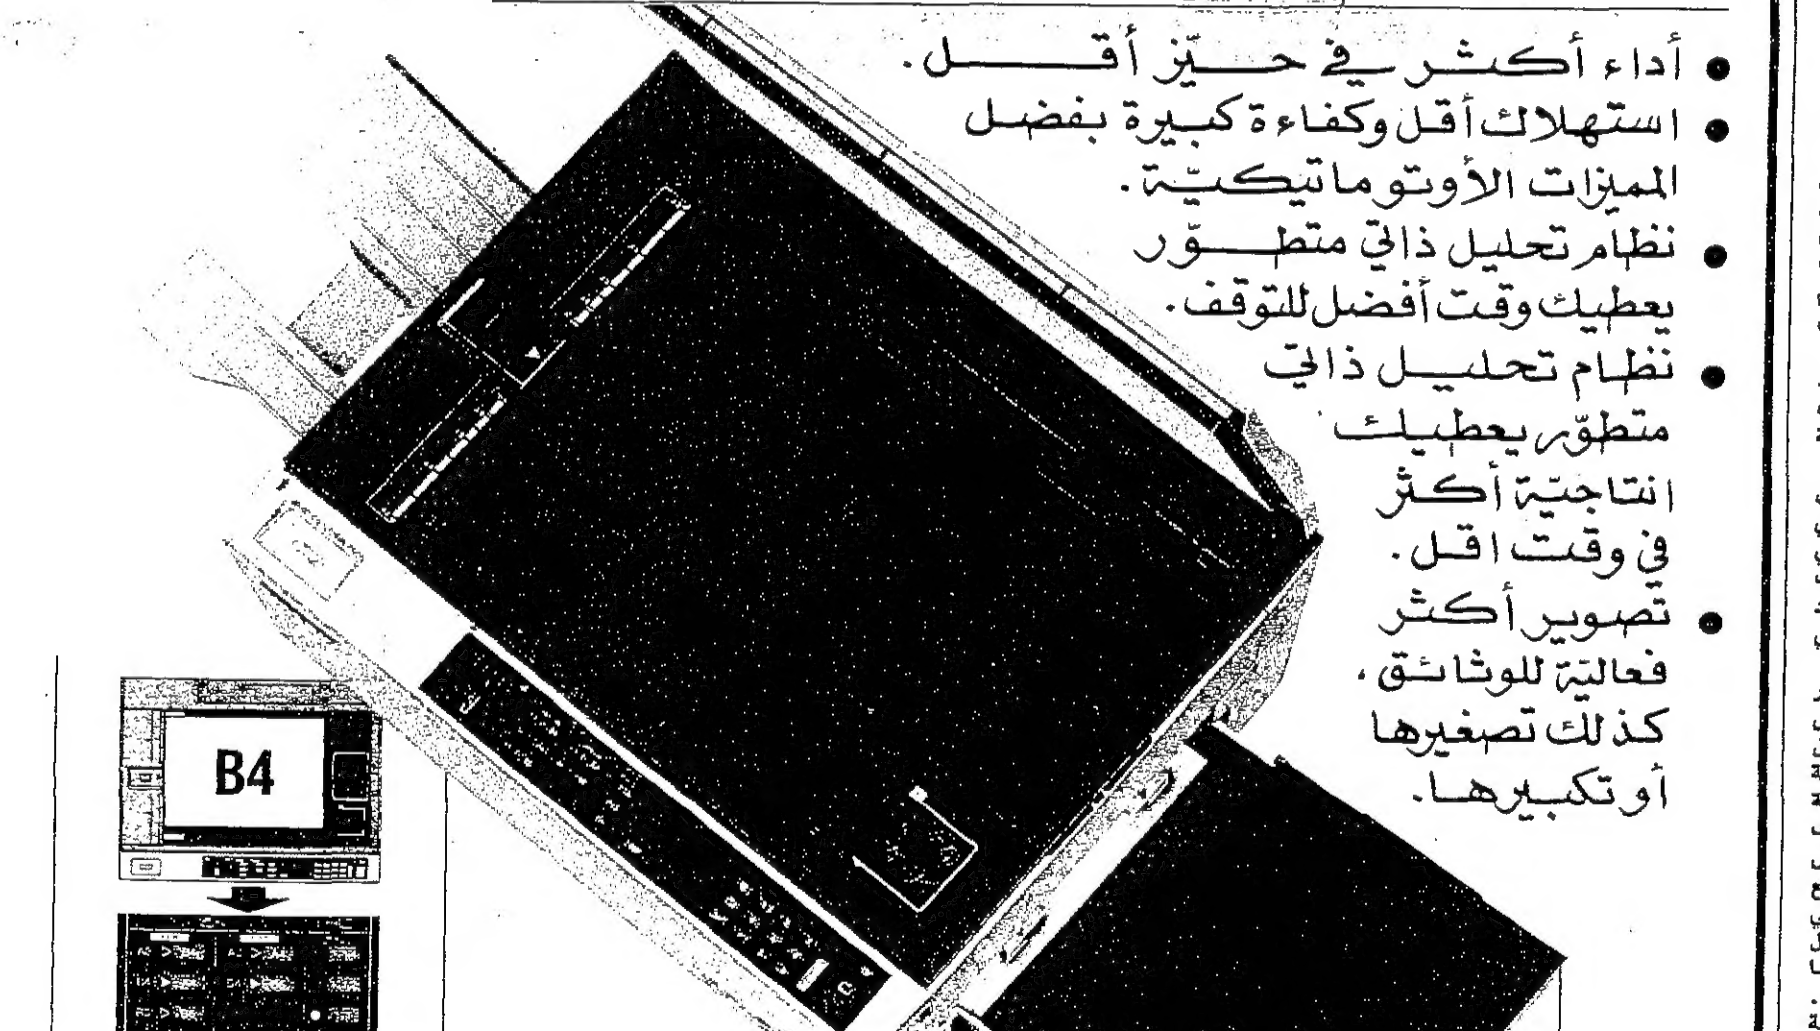 • أداء أكثر في حيّز أقل.
• استهلاك أقل وكفاءة كبيرة بفضل
المميزات الأوتوماتيكيّة.
• نظام تحليل ذاتي متطوّر
يعطيك وقت أفضل للتوقف.
• نظام تحليل ذاتي
متطوّر يعطيك
انتاجيّة أكثر
في وقت اقل.
• تصوير أكثر
فعاليّة للوثائق،
كذلك تصغيرها
أو تكبيرها.
B4